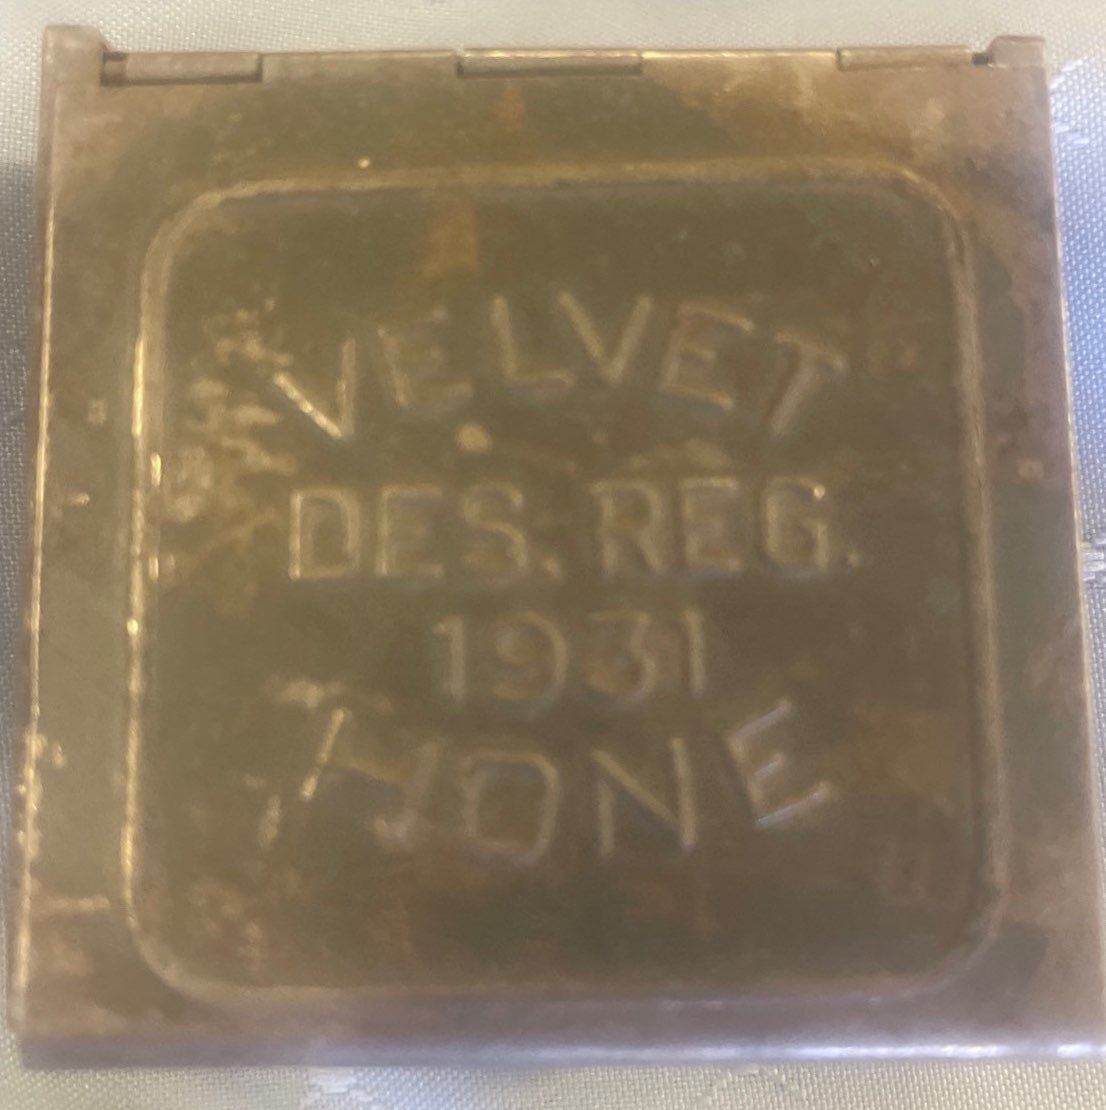 VELVET
DES. REG.
1931
HONE